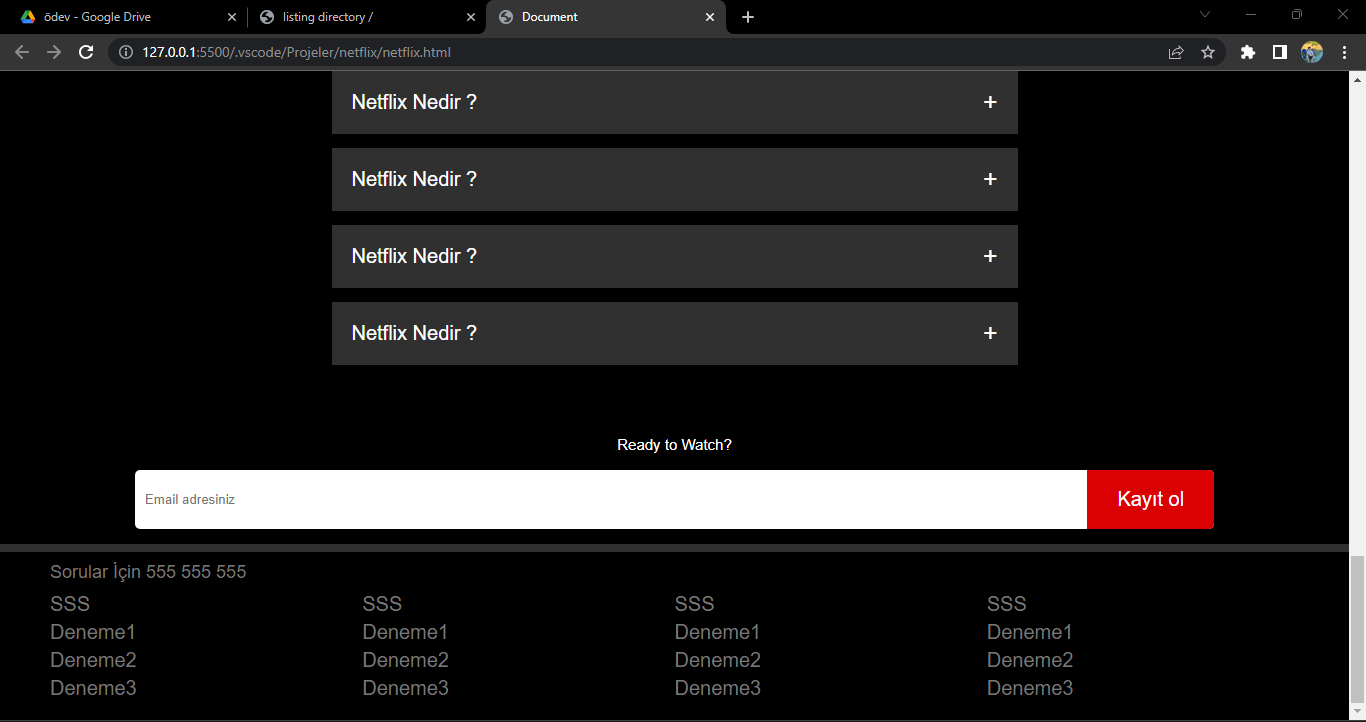 ödev - Google Drive
listing directory /
Document
127.0.0.1:5500/.vscode/Projeler/netflix/netflix.html
Netflix Nedir ? +
Netflix Nedir ? +
Netflix Nedir ? +
Netflix Nedir ? +
Ready to Watch?
Email adresiniz
Kayıt ol
Sorular İçin 555 555 555
SSS SSS SSS SSS
Deneme1 Deneme1 Deneme1 Deneme1
Deneme2 Deneme2 Deneme2 Deneme2
Deneme3 Deneme3 Deneme3 Deneme3